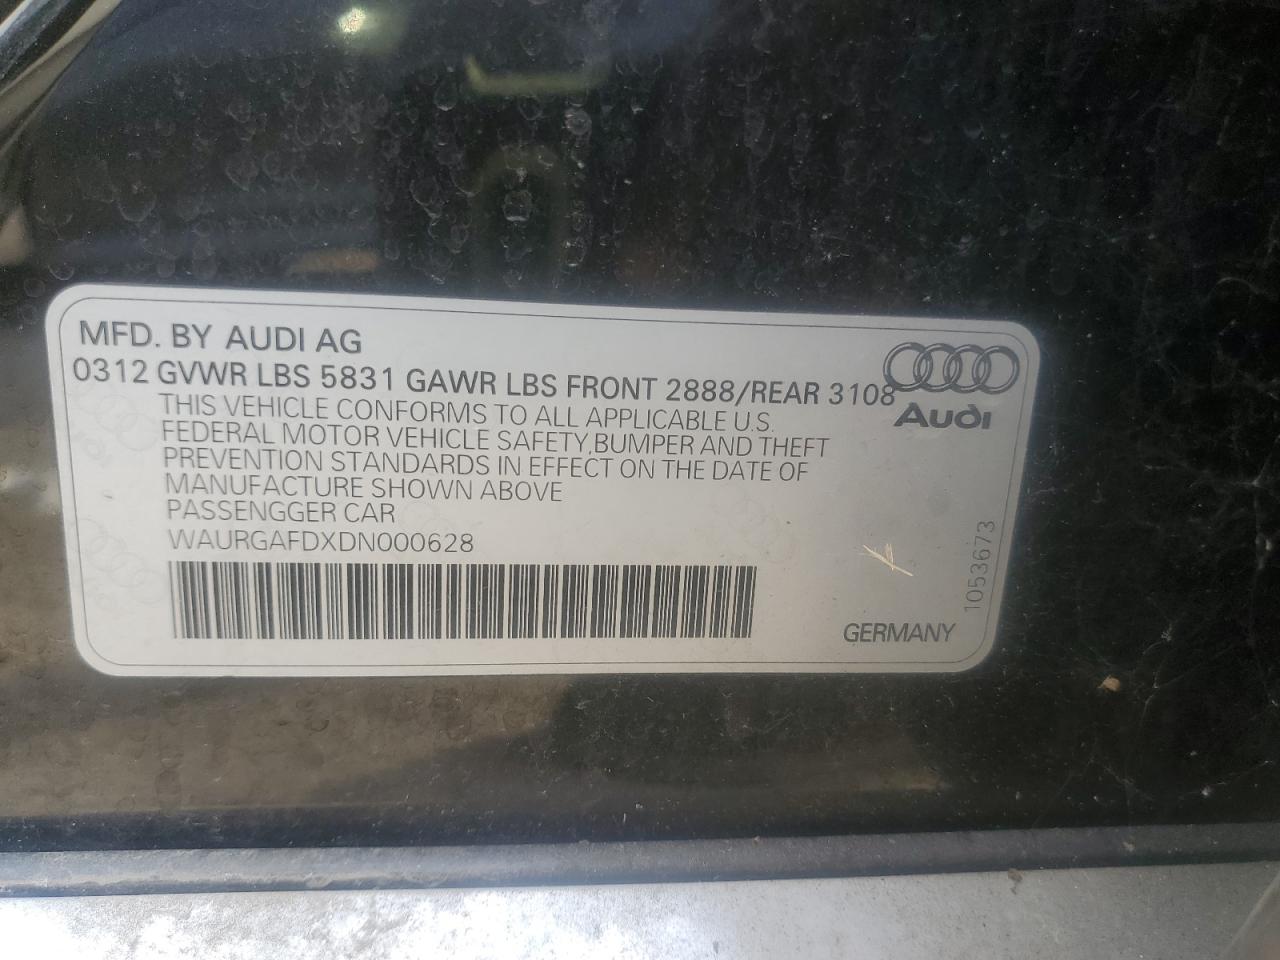 MFD. BY AUDI AG
0312 GVWR LBS 5831 GAWR LBS FRONT 2888/REAR 3108
Audi
THIS VEHICLE CONFORMS TO ALL APPLICABLE U.S.
FEDERAL MOTOR VEHICLE SAFETY,BUMPER AND THEFT
PREVENTION STANDARDS IN EFFECT ON THE DATE OF
MANUFACTURE SHOWN ABOVE
PASSENGGER CAR
WAURGAFDXDN000628
GERMANY
1053673